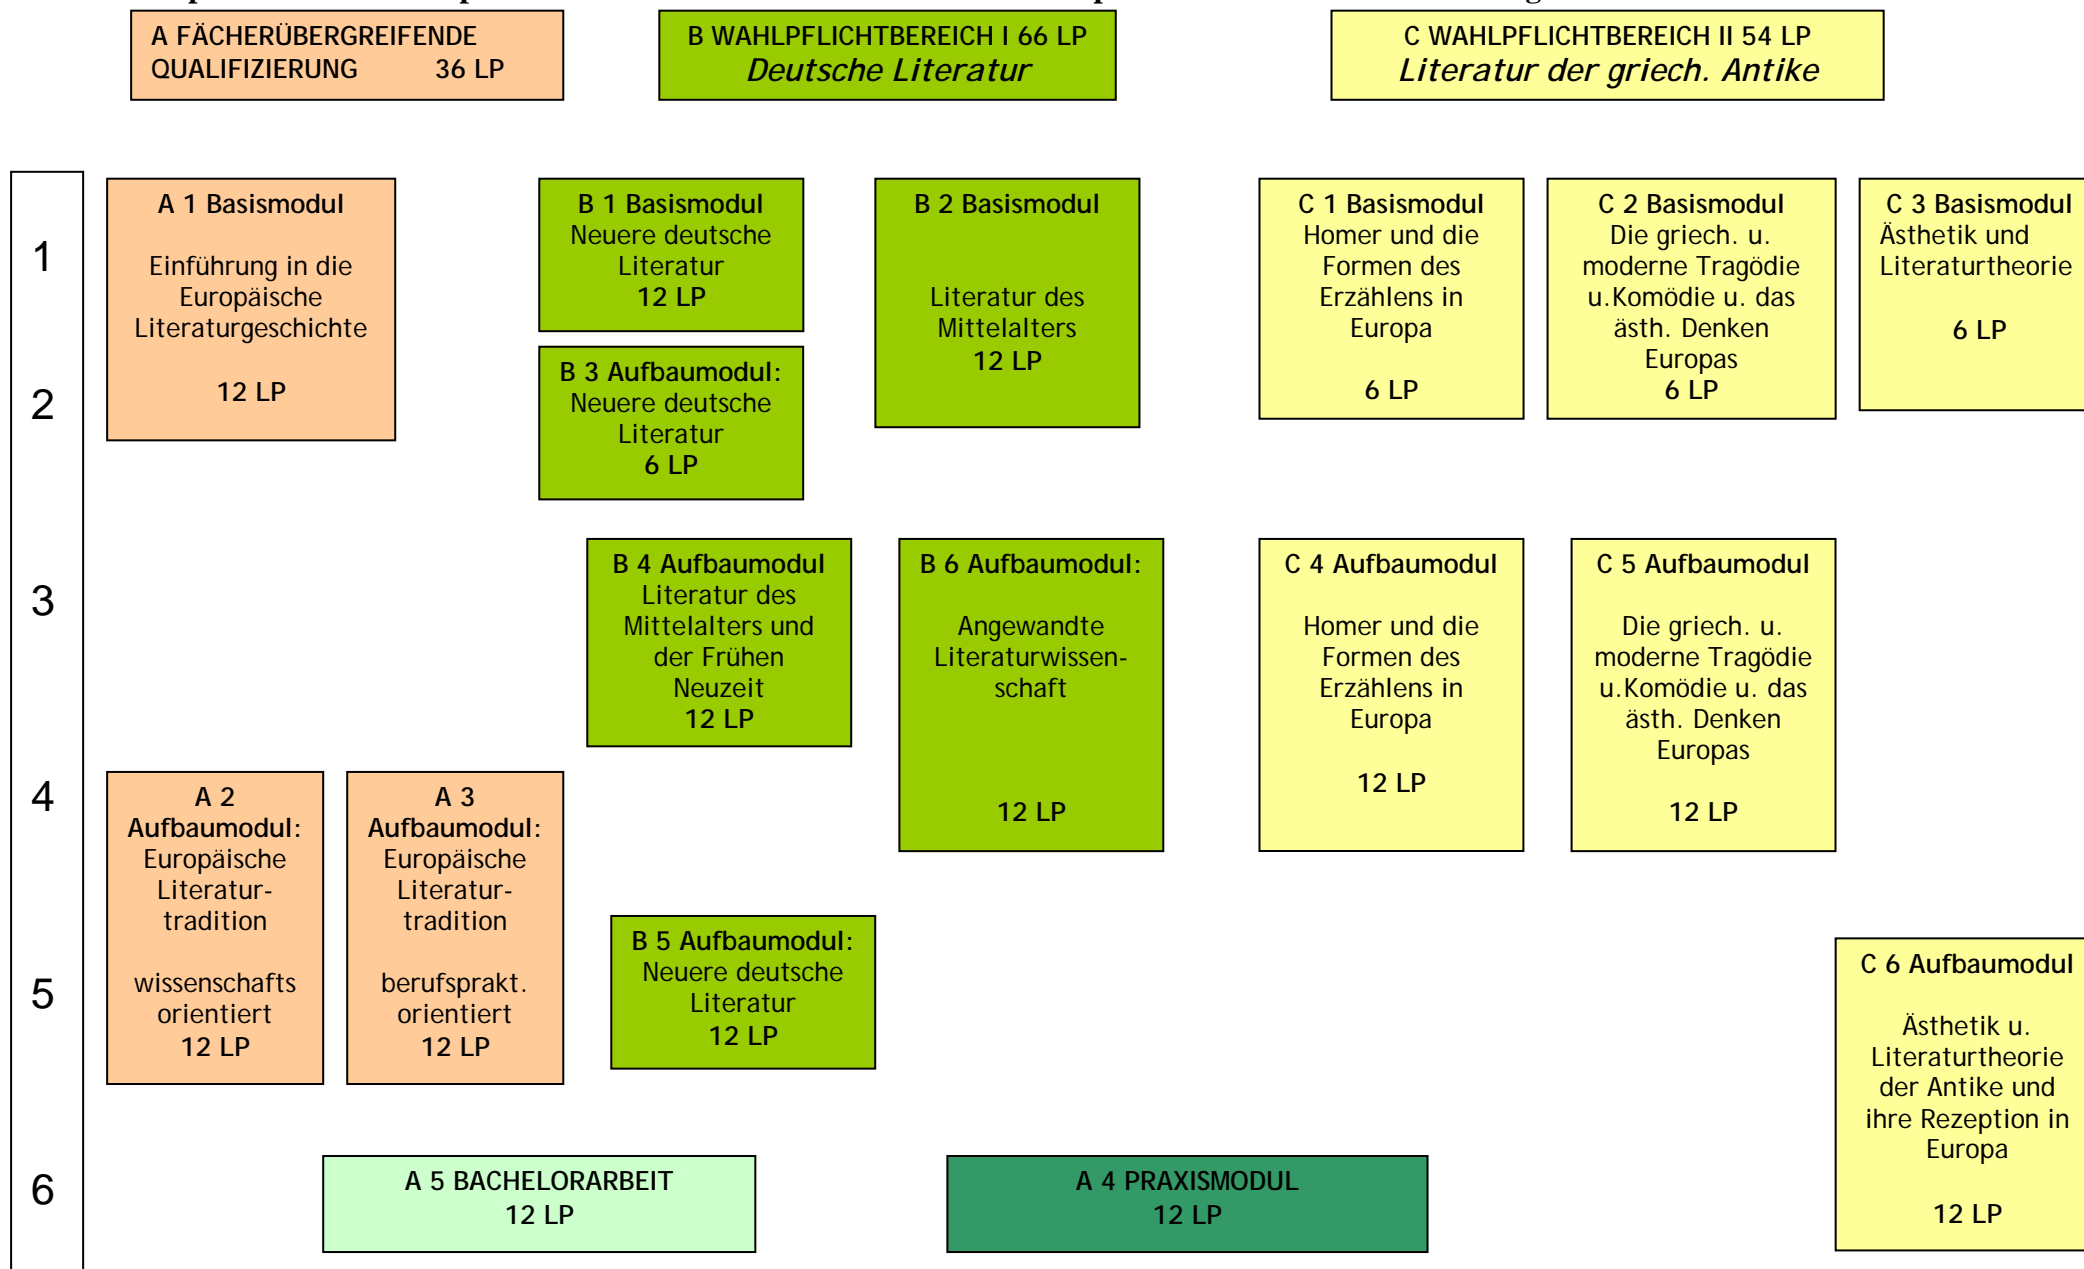 A FÄCHERÜBERGREIFENDE
QUALIFIZIERUNG 36 LP
B WAHLPFLICHTBEREICH I 66 LP
Deutsche Literatur
C WAHLPFLICHTBEREICH II 54 LP
Literatur der griech. Antike
1
2
3
4
5
6
A 1 Basismodul
Einführung in die
Europäische
Literaturgeschichte
12 LP
B 1 Basismodul
Neuere deutsche
Literatur
12 LP
B 2 Basismodul
Literatur des
Mittelalters
12 LP
C 1 Basismodul
Homer und die
Formen des
Erzählens in
Europa
6 LP
C 2 Basismodul
Die griech. u.
moderne Tragödie
u.Komödie u. das
ästh. Denken
Europas
6 LP
C 3 Basismodul
Ästhetik und
Literaturtheorie
6 LP
B 3 Aufbaumodul:
Neuere deutsche
Literatur
6 LP
B 4 Aufbaumodul
Literatur des
Mittelalters und
der Frühen
Neuzeit
12 LP
B 6 Aufbaumodul:
Angewandte
Literaturwissen-
schaft
12 LP
C 4 Aufbaumodul
Homer und die
Formen des
Erzählens in
Europa
12 LP
C 5 Aufbaumodul
Die griech. u.
moderne Tragödie
u.Komödie u. das
ästh. Denken
Europas
12 LP
A 2
Aufbaumodul:
Europäische
Literatur-
tradition
wissenschafts
orientiert
12 LP
A 3
Aufbaumodul:
Europäische
Literatur-
tradition
berufsprakt.
orientiert
12 LP
B 5 Aufbaumodul:
Neuere deutsche
Literatur
12 LP
C 6 Aufbaumodul
Ästhetik u.
Literaturtheorie
der Antike und
ihre Rezeption in
Europa
12 LP
A 5 BACHELORARBEIT
12 LP
A 4 PRAXISMODUL
12 LP